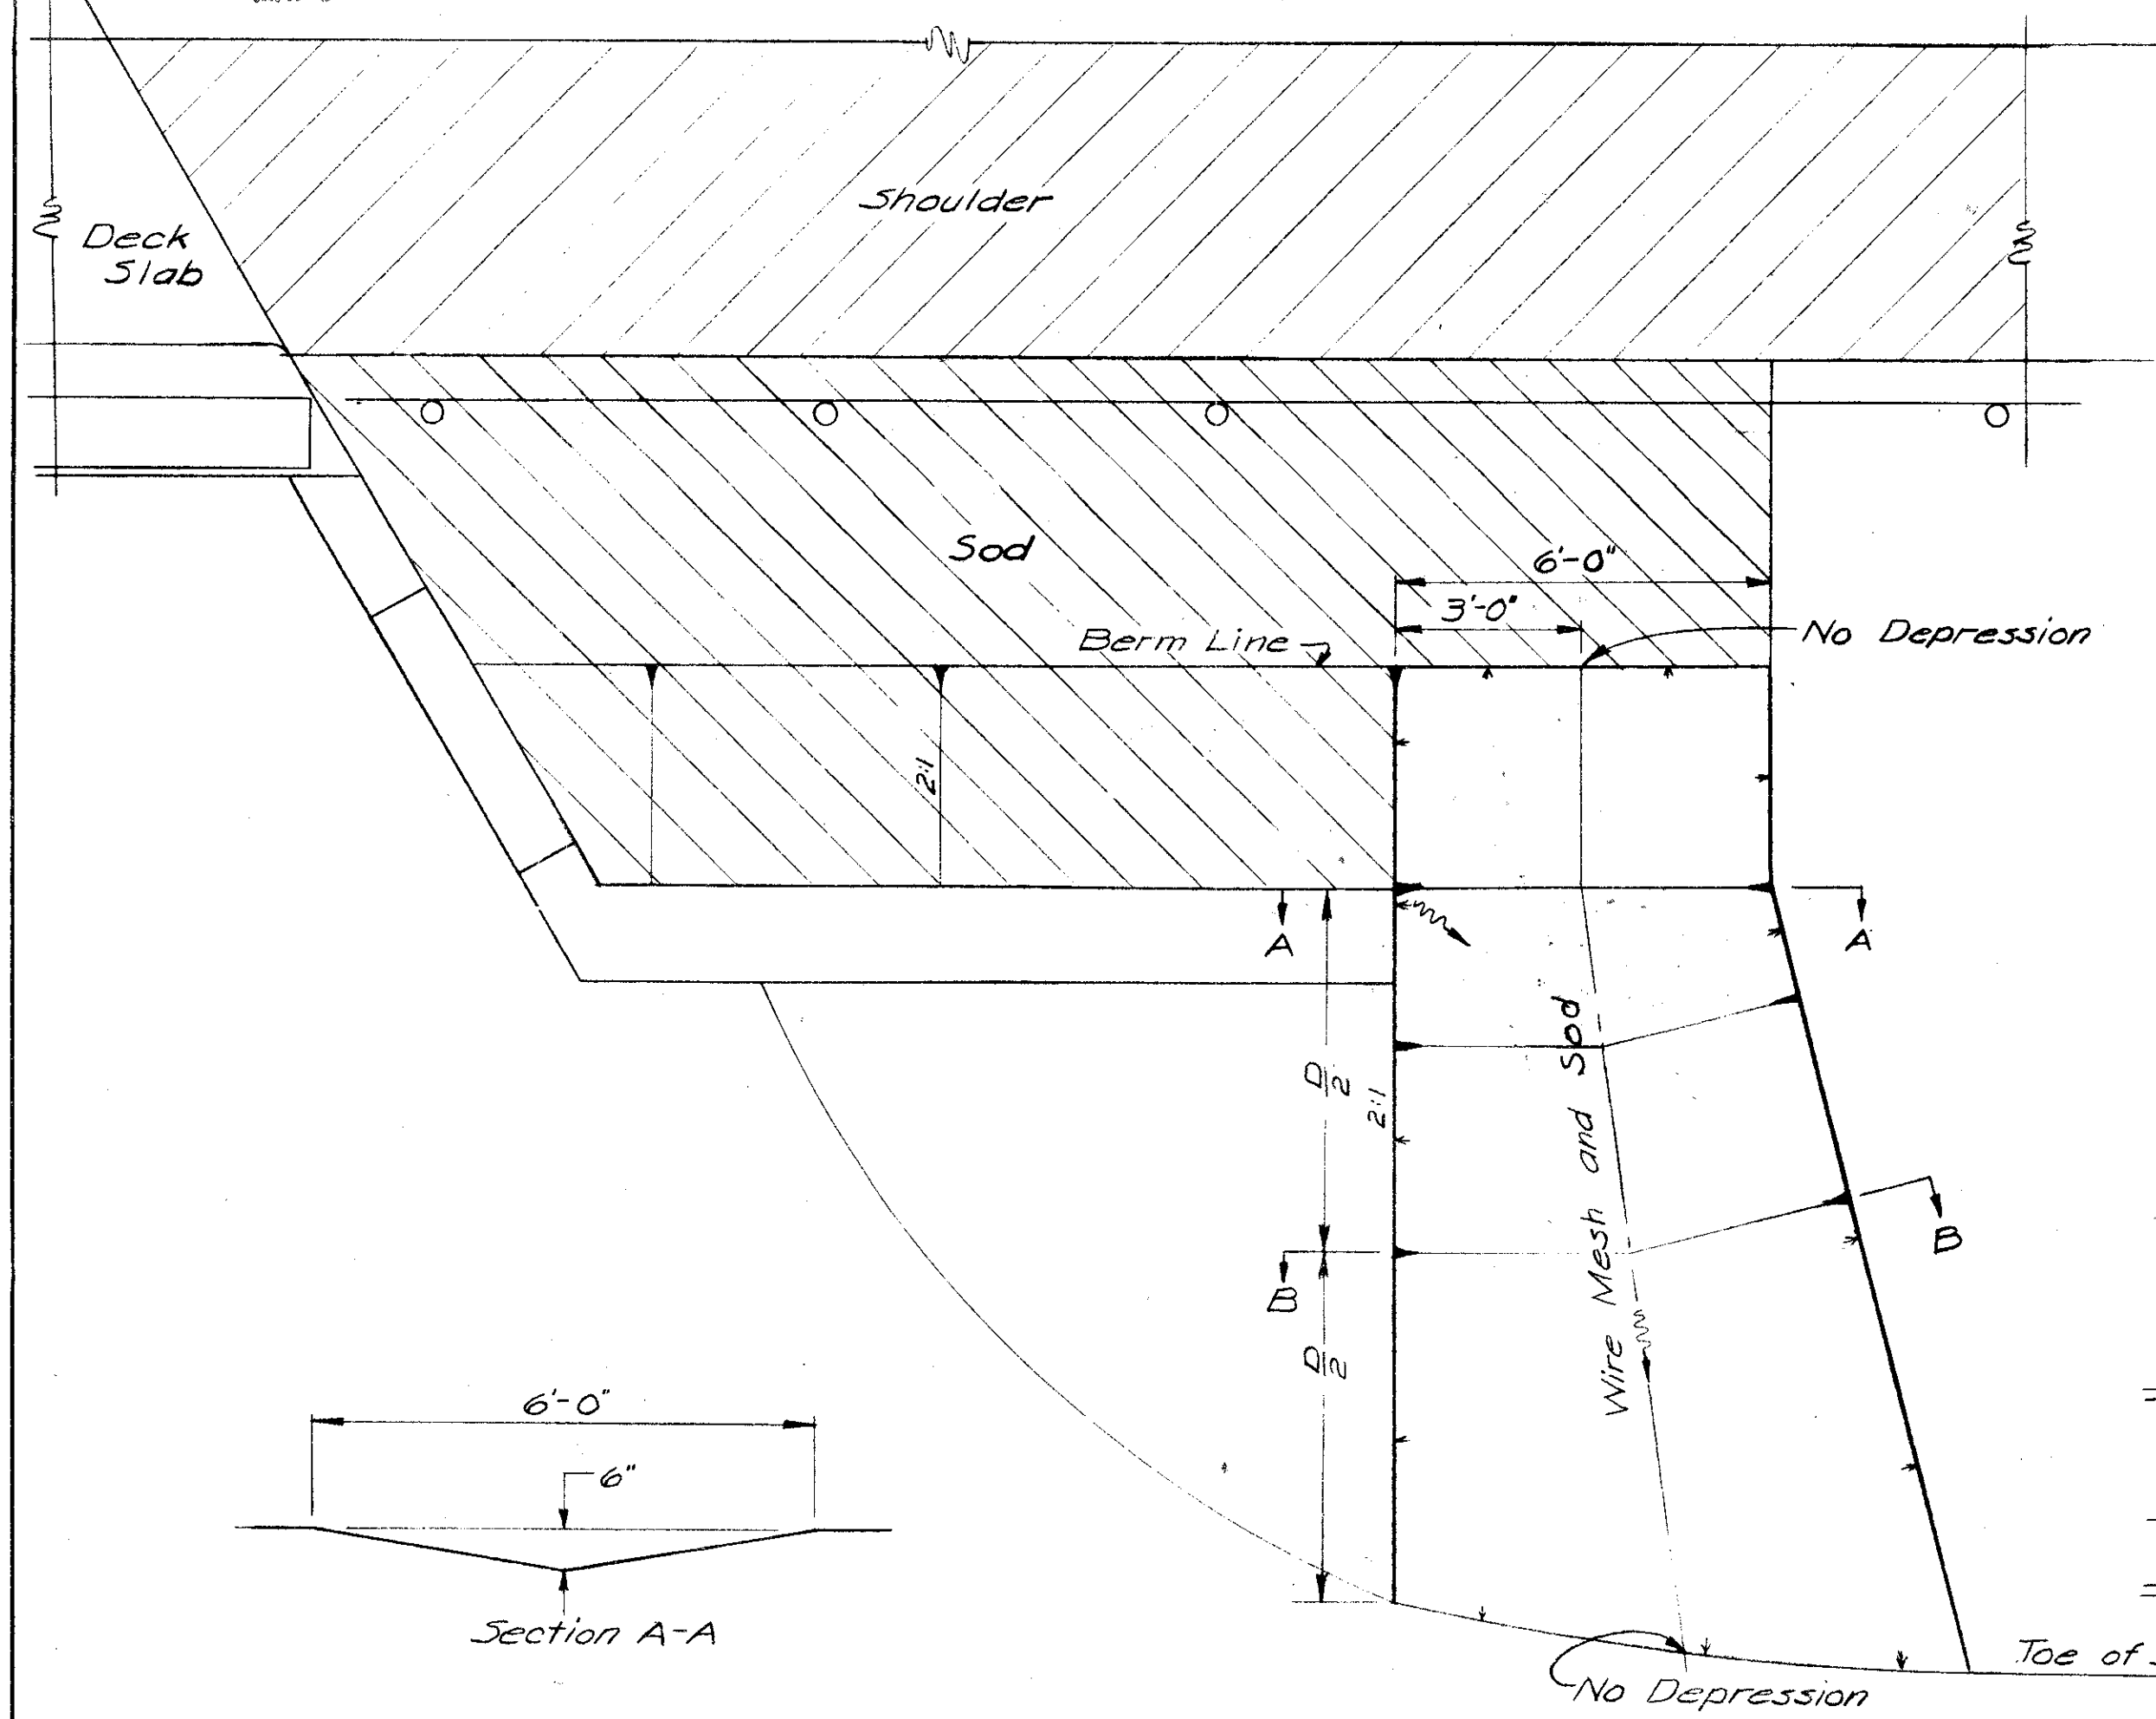 Shoulder
Deck
Slab
Sod
6'-0"
3'-0"
Berm Line
No Depression
2:1
A
A
D/2
2:1
Wire Mesh and Sod
B
B
D/2
6'-0"
6"
Section A-A
No Depression
Toe of